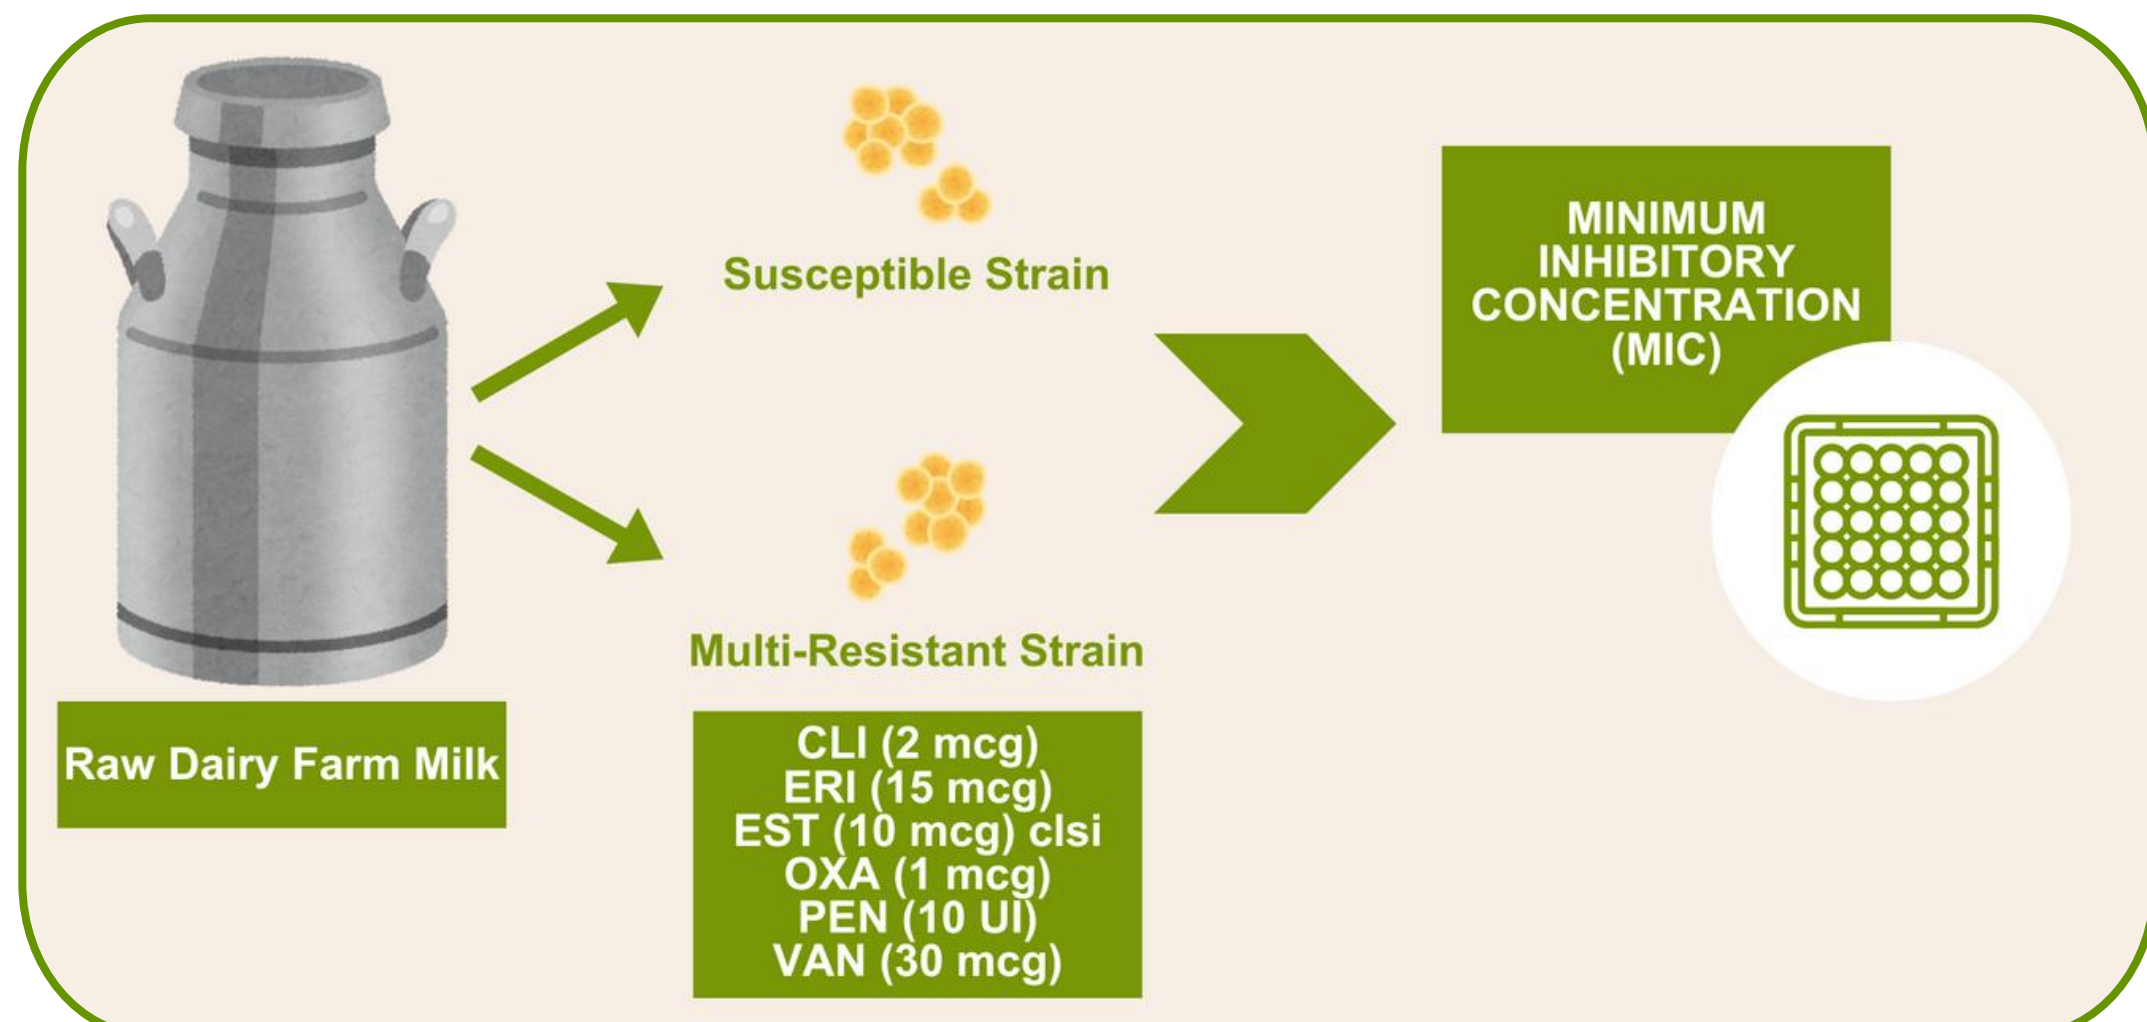 Raw Dairy Farm Milk
Susceptible Strain
Multi-Resistant Strain
CLI (2 mcg)
ERI (15 mcg)
EST (10 mcg) clsi
OXA (1 mcg)
PEN (10 UI)
VAN (30 mcg)
MINIMUM
INHIBITORY
CONCENTRATION
(MIC)